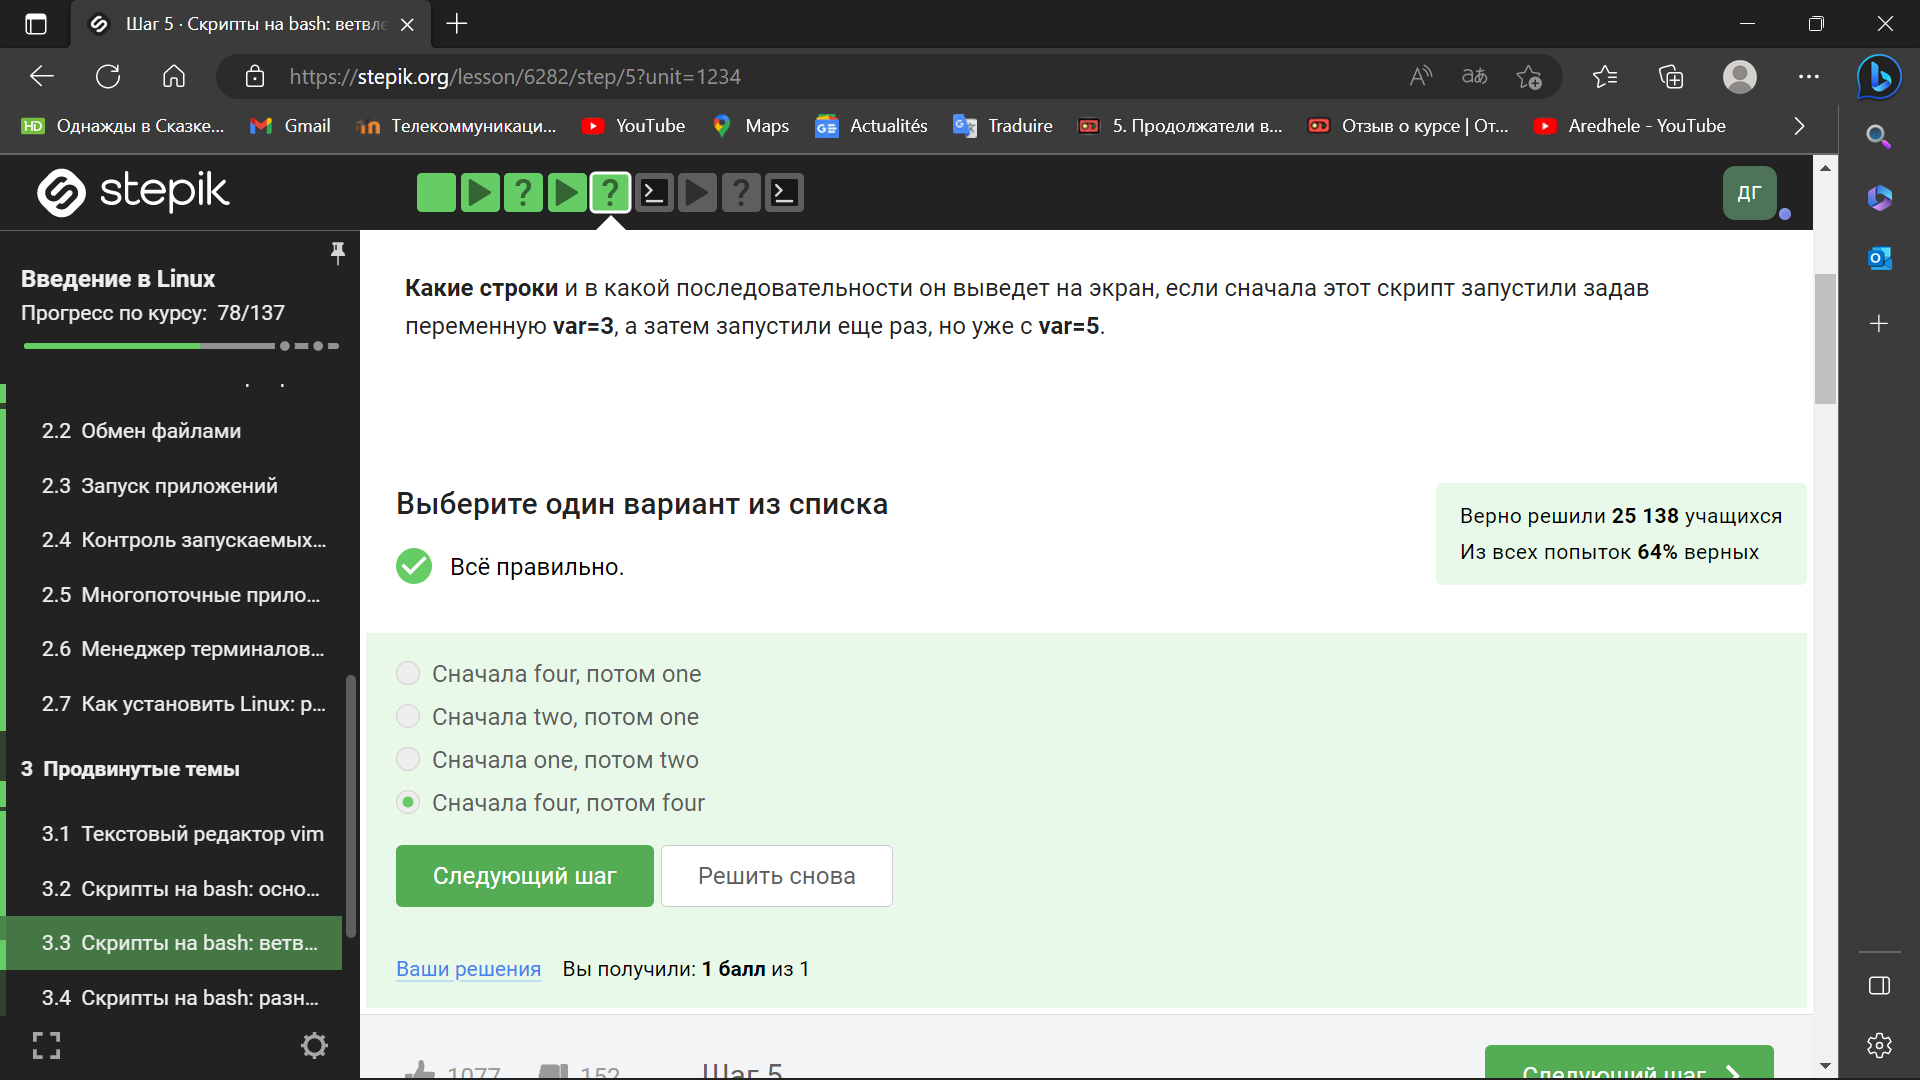 Шаг 5 · Скрипты на bash: ветвле
https://stepik.org/lesson/6282/step/5?unit=1234
Однажды в Сказке...
Gmail
Телекоммуникаци...
YouTube
Maps
Actualités
Traduire
5. Продолжатели в...
Отзыв о курсе | От...
Aredhele - YouTube
stepik
ДГ
Введение в Linux
Прогресс по курсу: 78/137
2.2 Обмен файлами
2.3 Запуск приложений
2.4 Контроль запускаемых...
2.5 Многопоточные прило...
2.6 Менеджер терминалов...
2.7 Как установить Linux: р...
3 Продвинутые темы
3.1 Текстовый редактор vim
3.2 Скрипты на bash: осно...
3.3 Скрипты на bash: ветв...
3.4 Скрипты на bash: разн...
Какие строки и в какой последовательности он выведет на экран, если сначала этот скрипт запустили задав
переменную var=3, а затем запустили еще раз, но уже с var=5.
Выберите один вариант из списка
Всё правильно.
Верно решили 25 138 учащихся
Из всех попыток 64% верных
Сначала four, потом one
Сначала two, потом one
Сначала one, потом two
Сначала four, потом four
Следующий шаг
Решить снова
Ваши решения Вы получили: 1 балл из 1
1077
152
Шаг 5
Следующий шаг